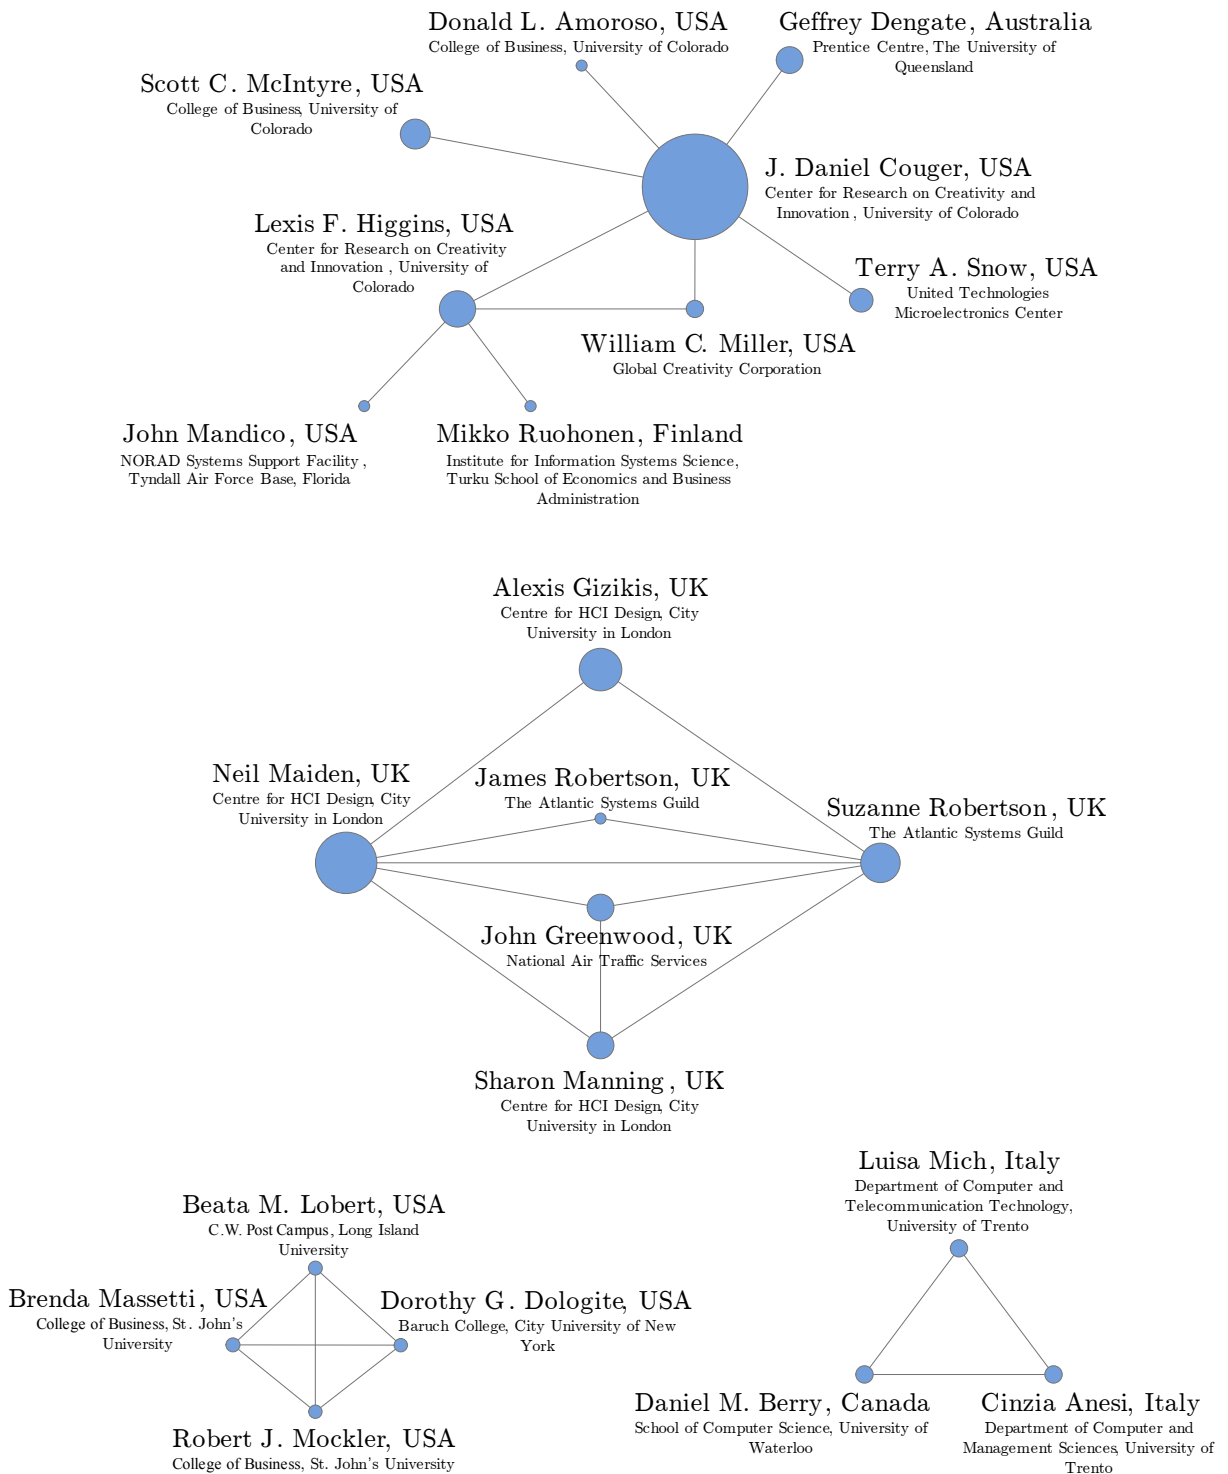 Donald L. Amoroso, USA
College of Business, University of Colorado
Geffrey Dengate, Australia
Prentice Centre, The University of
Queensland
Scott C. McIntyre, USA
College of Business, University of
Colorado
J. Daniel Couger, USA
Center for Research on Creativity and
Innovation, University of Colorado
Lexis F. Higgins, USA
Center for Research on Creativity
and Innovation, University of
Colorado
Terry A. Snow, USA
United Technologies
Microelectronics Center
William C. Miller, USA
Global Creativity Corporation
John Mandico, USA
NORAD Systems Support Facility,
Tyndall Air Force Base, Florida
Mikko Ruohonen, Finland
Institute for Information Systems Science,
Turku School of Economics and Business
Administration
Alexis Gizikis, UK
Centre for HCI Design, City
University in London
Neil Maiden, UK
Centre for HCI Design, City
University in London
James Robertson, UK
The Atlantic Systems Guild
Suzanne Robertson, UK
The Atlantic Systems Guild
John Greenwood, UK
National Air Traffic Services
Sharon Manning, UK
Centre for HCI Design, City
University in London
Luisa Mich, Italy
Department of Computer and
Telecommunication Technology,
University of Trento
Beata M. Lobert, USA
C.W. Post Campus, Long Island
University
Brenda Massetti, USA
College of Business, St. John's
University
Dorothy G. Dologite, USA
Baruch College, City University of New
York
Robert J. Mockler, USA
College of Business, St. John's University
Daniel M. Berry, Canada
School of Computer Science, University of
Waterloo
Cinzia Anesi, Italy
Department of Computer and
Management Sciences, University of
Trento